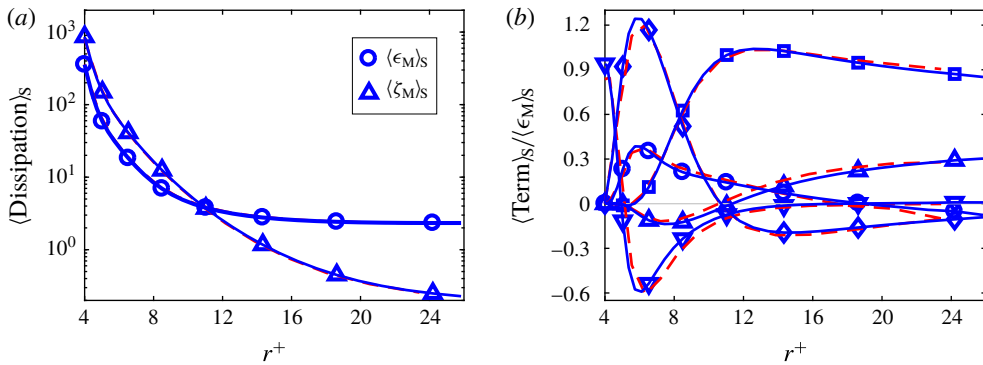 (a)
10³
10²
10¹
10⁰
⟨Dissipation⟩S
⟨ϵM⟩S
⟨ζM⟩S
4 8 12 16 20 24
r⁺
(b)
1.2
0.9
0.6
0.3
0
−0.3
−0.6
⟨Term⟩S/⟨ϵM⟩S
4 8 12 16 20 24
r⁺